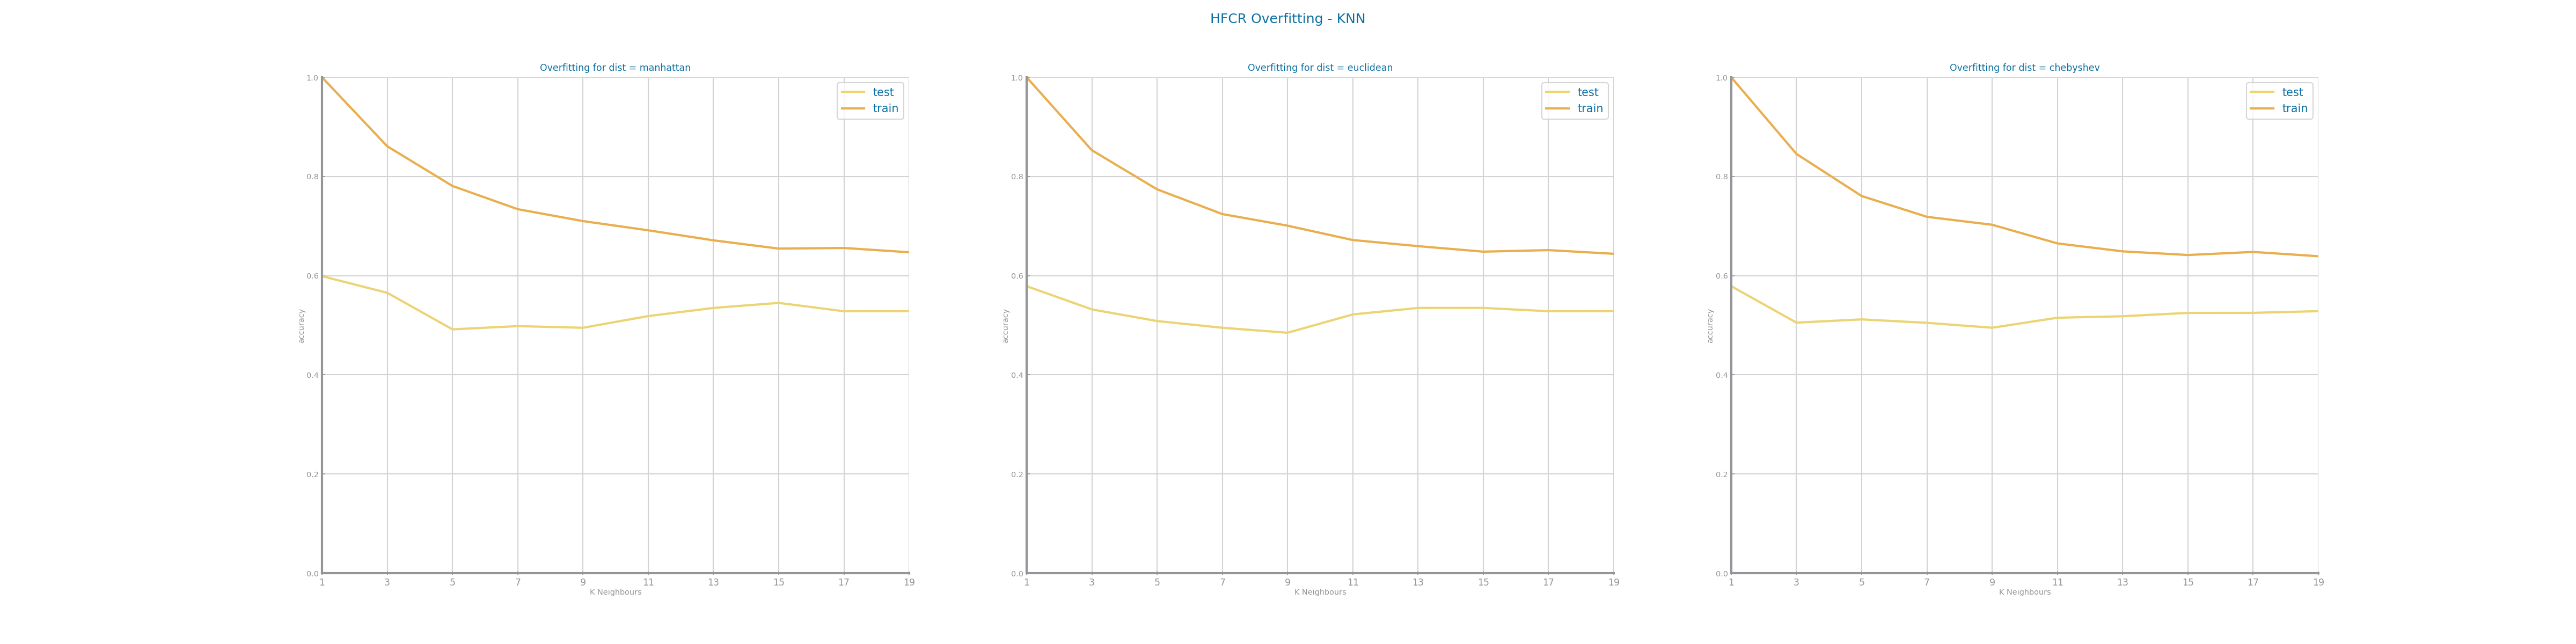 HFCR Overfitting - KNN
Overfitting for dist = manhattan
1.0
0.8
0.6
0.4
0.2
0.0
accuracy
test
train
1 3 5 7 9 11 13 15 17 19
K Neighbours
Overfitting for dist = euclidean
1.0
0.8
0.6
0.4
0.2
0.0
accuracy
test
train
1 3 5 7 9 11 13 15 17 19
K Neighbours
Overfitting for dist = chebyshev
1.0
0.8
0.6
0.4
0.2
0.0
accuracy
test
train
1 3 5 7 9 11 13 15 17 19
K Neighbours